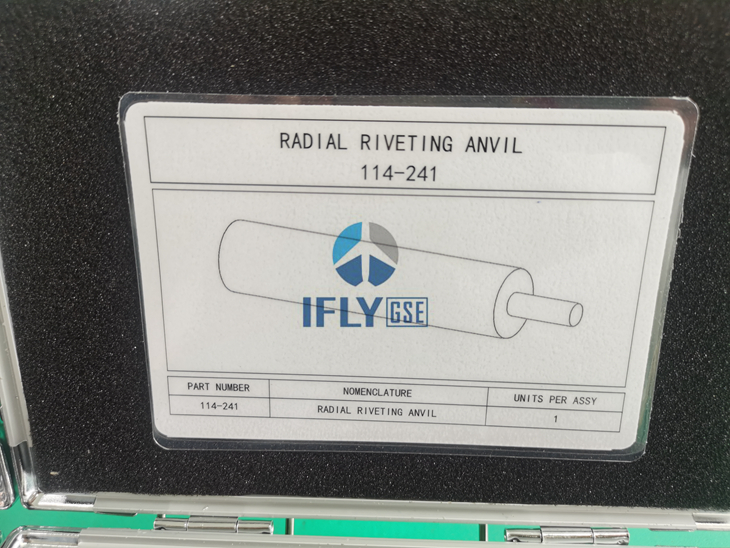 RADIAL RIVETING ANVIL
114-241
IFLY GSE
PART NUMBER NOMENCLATURE UNITS PER ASSY
114-241 RADIAL RIVETING ANVIL 1